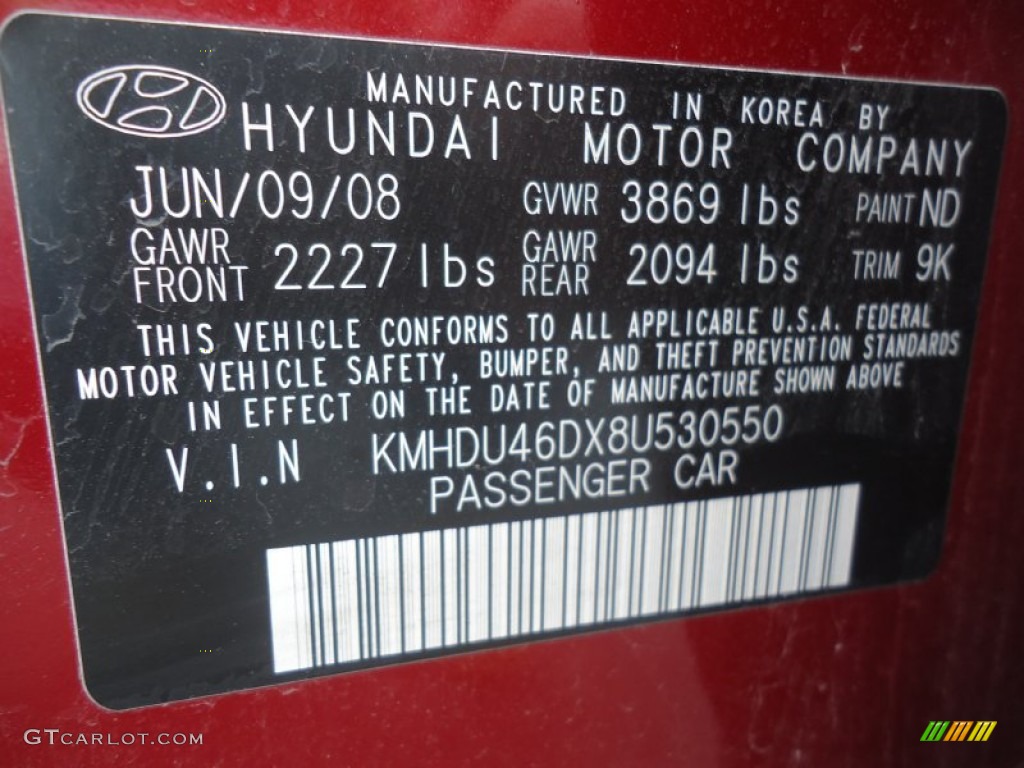 MANUFACTURED IN KOREA BY
HYUNDAI MOTOR COMPANY
JUN/09/08 GVWR 3869 lbs PAINT ND
GAWR FRONT 2227 lbs GAWR REAR 2094 lbs TRIM 9K
THIS VEHICLE CONFORMS TO ALL APPLICABLE U.S.A. FEDERAL
MOTOR VEHICLE SAFETY, BUMPER, AND THEFT PREVENTION STANDARDS
IN EFFECT ON THE DATE OF MANUFACTURE SHOWN ABOVE
V.I.N KMHDU46DX8U530550
PASSENGER CAR
GTCARLOT.COM